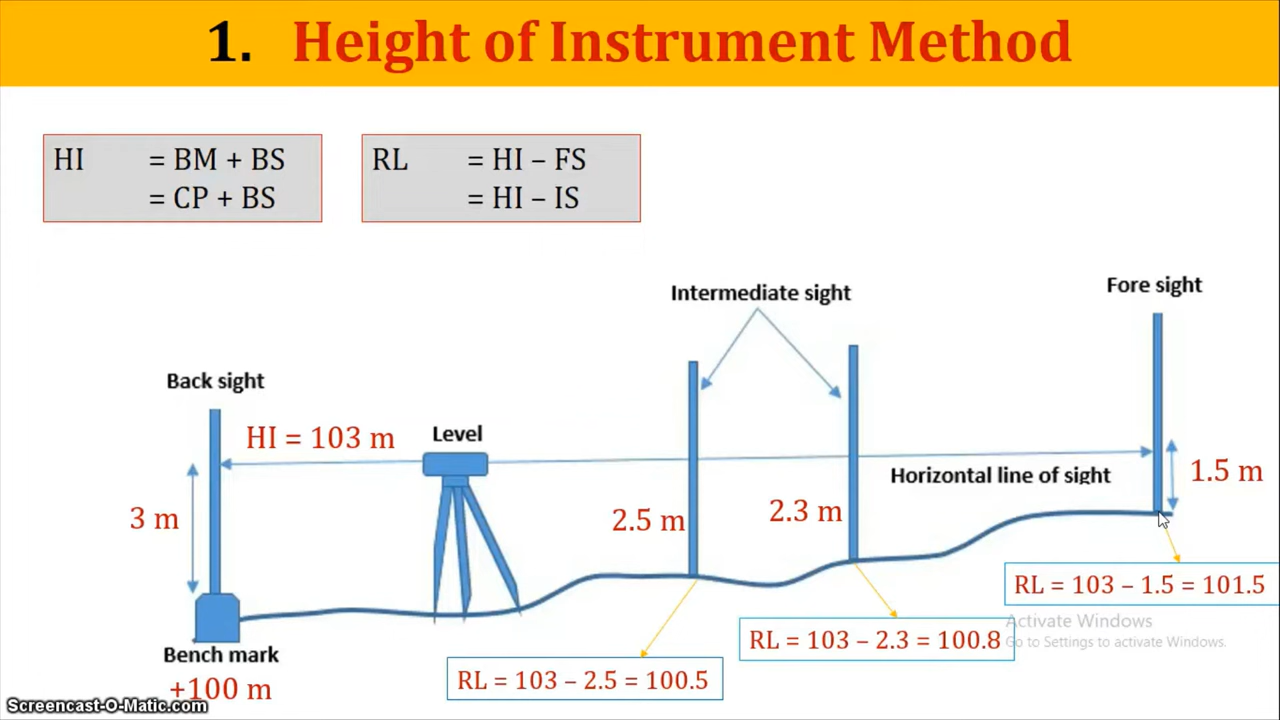 1. Height of Instrument Method
HI = BM + BS
= CP + BS
RL = HI – FS
= HI – IS
Fore sight
Intermediate sight
Back sight
HI = 103 m
Level
Horizontal line of sight
1.5 m
3 m
2.5 m
2.3 m
RL = 103 – 1.5 = 101.5
Activate Windows
Go to Settings to activate Windows.
RL = 103 – 2.3 = 100.8
Bench mark
+100 m
RL = 103 – 2.5 = 100.5
Screencast-O-Matic.com